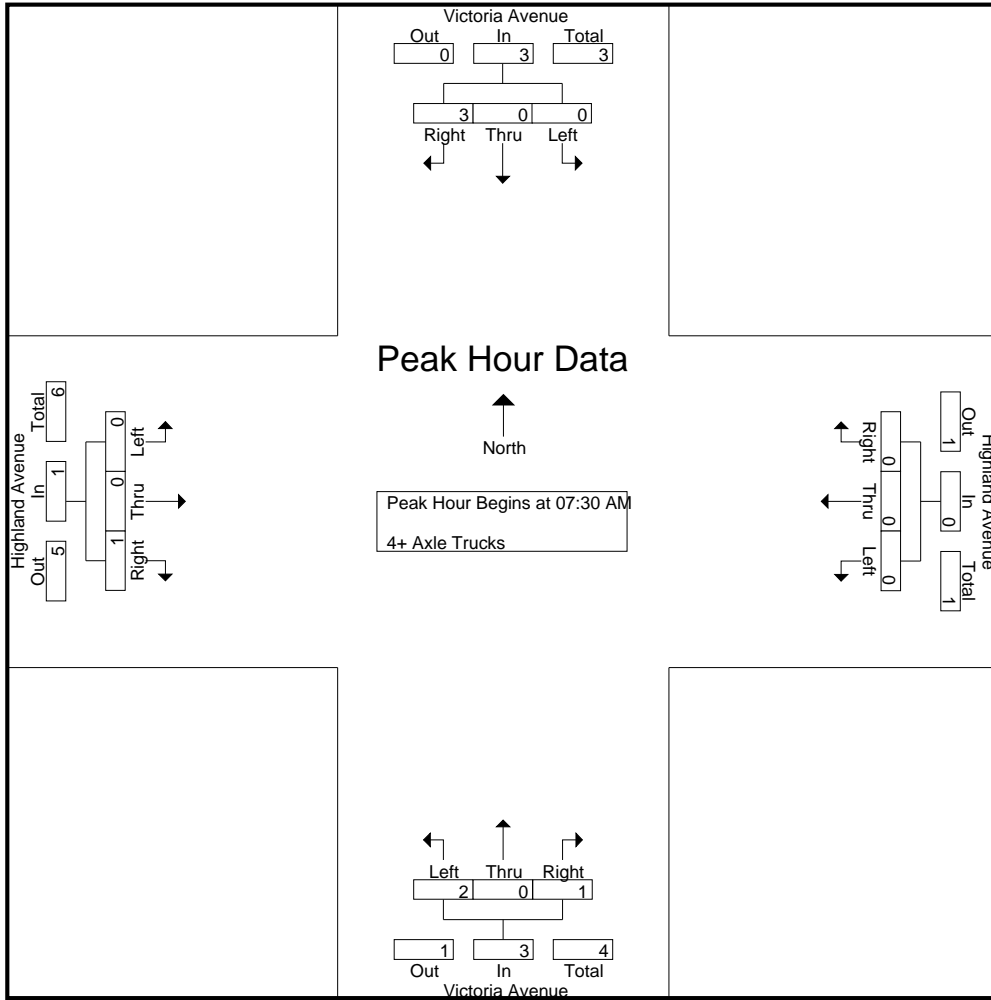 Victoria Avenue
Out In Total
0 3 3
3 0 0
Right Thru Left
Peak Hour Data
North
Peak Hour Begins at 07:30 AM
4+ Axle Trucks
Highland Avenue
Total In Out
6 1 5
0 0 1
Left Thru Right
Right Thru Left
0 0 0
Out In Total
1 0 1
Highland Avenue
Left Thru Right
2 0 1
1 3 4
Out In Total
Victoria Avenue